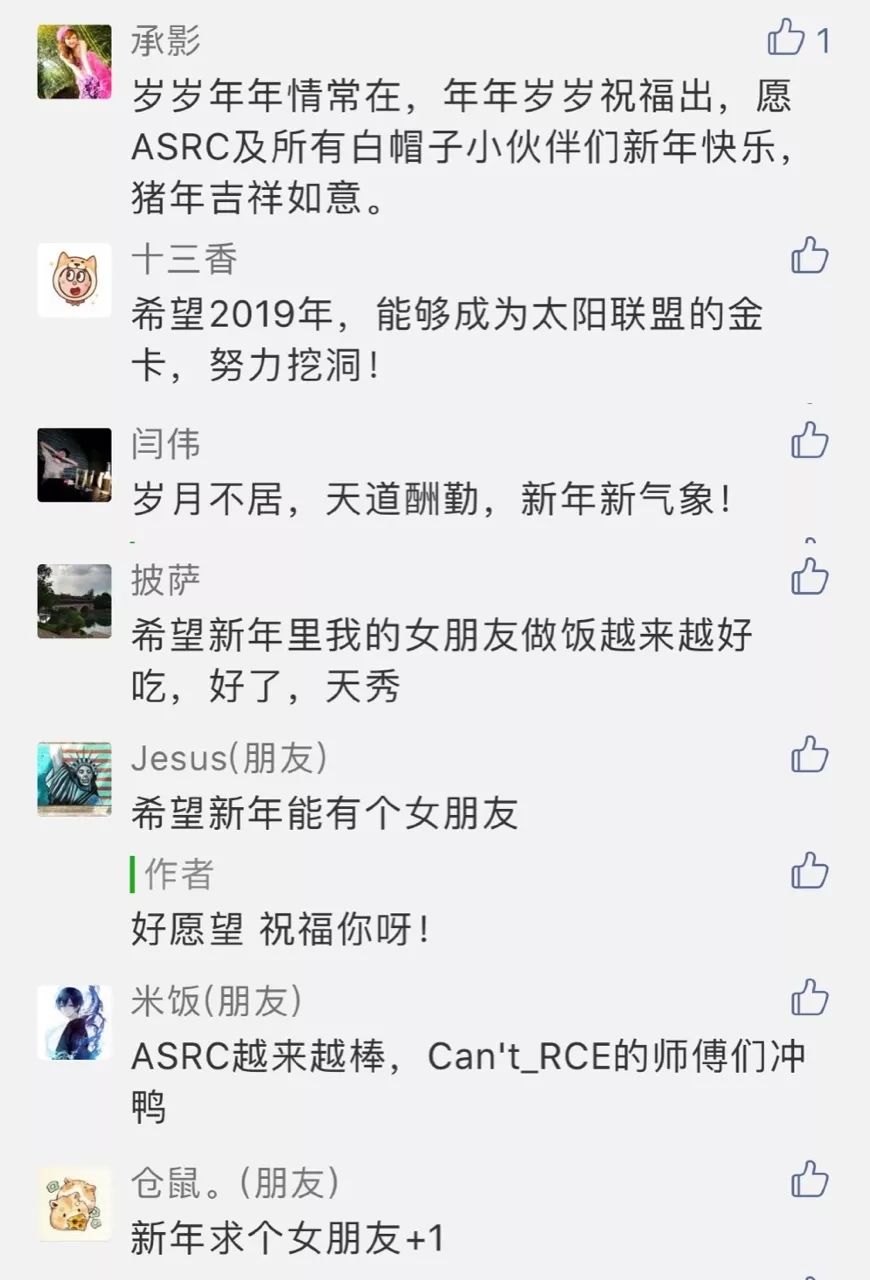 承影
1
岁岁年年情常在，年年岁岁祝福出，愿
ASRC及所有白帽子小伙伴们新年快乐，
猪年吉祥如意。
十三香
希望2019年，能够成为太阳联盟的金
卡，努力挖洞！
闫伟
岁月不居，天道酬勤，新年新气象！
披萨
希望新年里我的女朋友做饭越来越好
吃，好了，天秀
Jesus(朋友)
希望新年能有个女朋友
作者
好愿望 祝福你呀！
米饭(朋友)
ASRC越来越棒，Can't_RCE的师傅们冲
鸭
仓鼠。(朋友)
新年求个女朋友+1